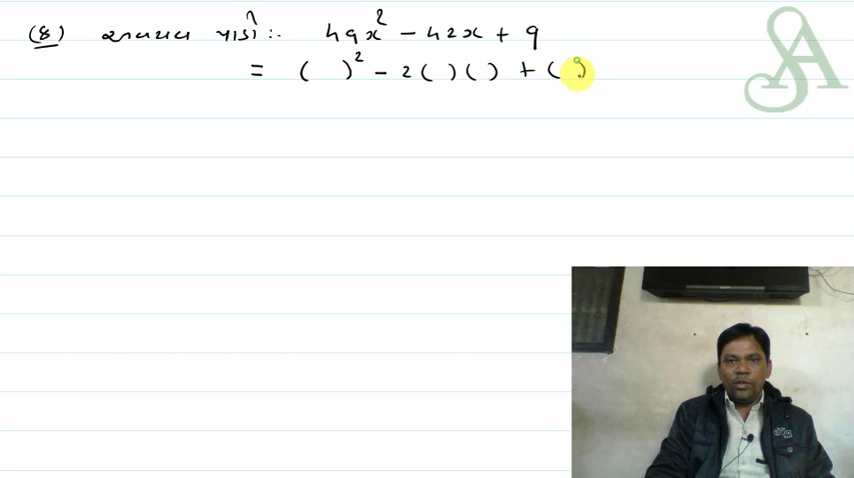 (8) અવયવ પાડો :- 49x² - 42x + 9
= ( )² - 2 ( ) ( ) + ( )